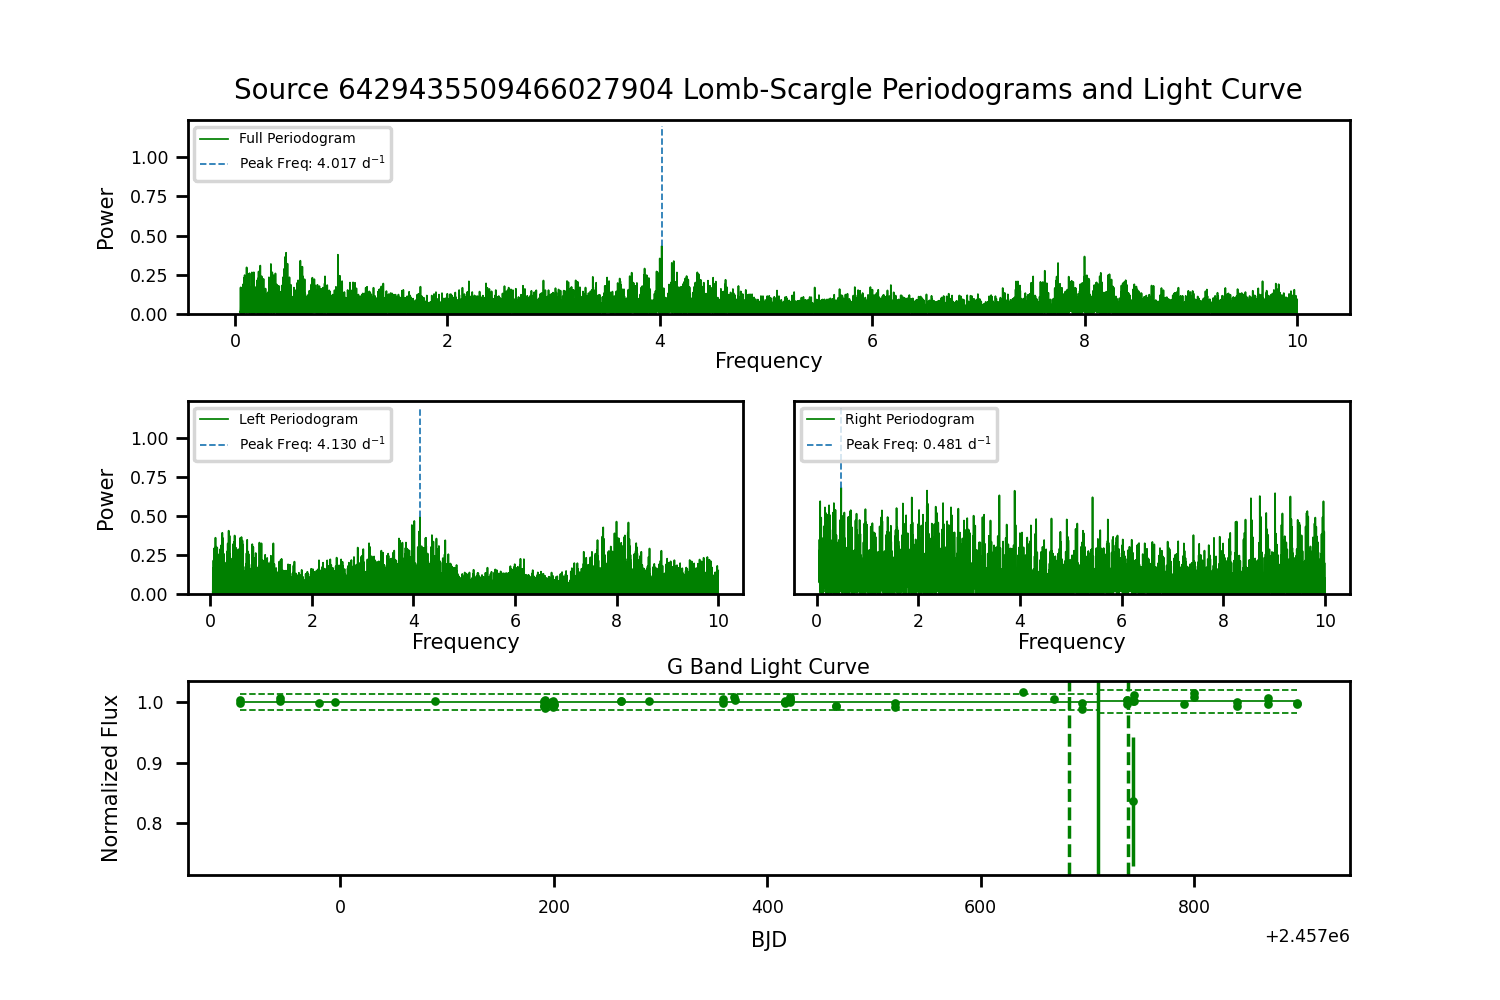 Source 6429435509466027904 Lomb-Scargle Periodograms and Light Curve
Full Periodogram
Peak Freq: 4.017 d⁻¹
Power
1.00
0.75
0.50
0.25
0.00
0 2 4 6 8 10
Frequency
Left Periodogram
Peak Freq: 4.130 d⁻¹
Power
1.00
0.75
0.50
0.25
0.00
0 2 4 6 8 10
Frequency
Right Periodogram
Peak Freq: 0.481 d⁻¹
0 2 4 6 8 10
Frequency
G Band Light Curve
Normalized Flux
1.0
0.9
0.8
0 200 400 600 800
BJD
+2.457e6